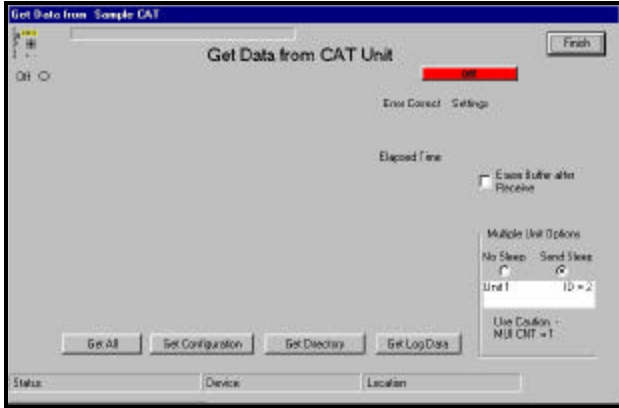 Get Data from Sample CAT
Finish
Get Data from CAT Unit
Off
Off
Error Correct Settings
Elapsed Time
Erase Buffer after
Receive
Multiple Unit Options
No Sleep Send Sleep
Unit 1 ID = 2
Use Caution -
MUI CNT = 1
Get All
Get Configuration
Get Directory
Get Log Data
Status:
Device:
Location: